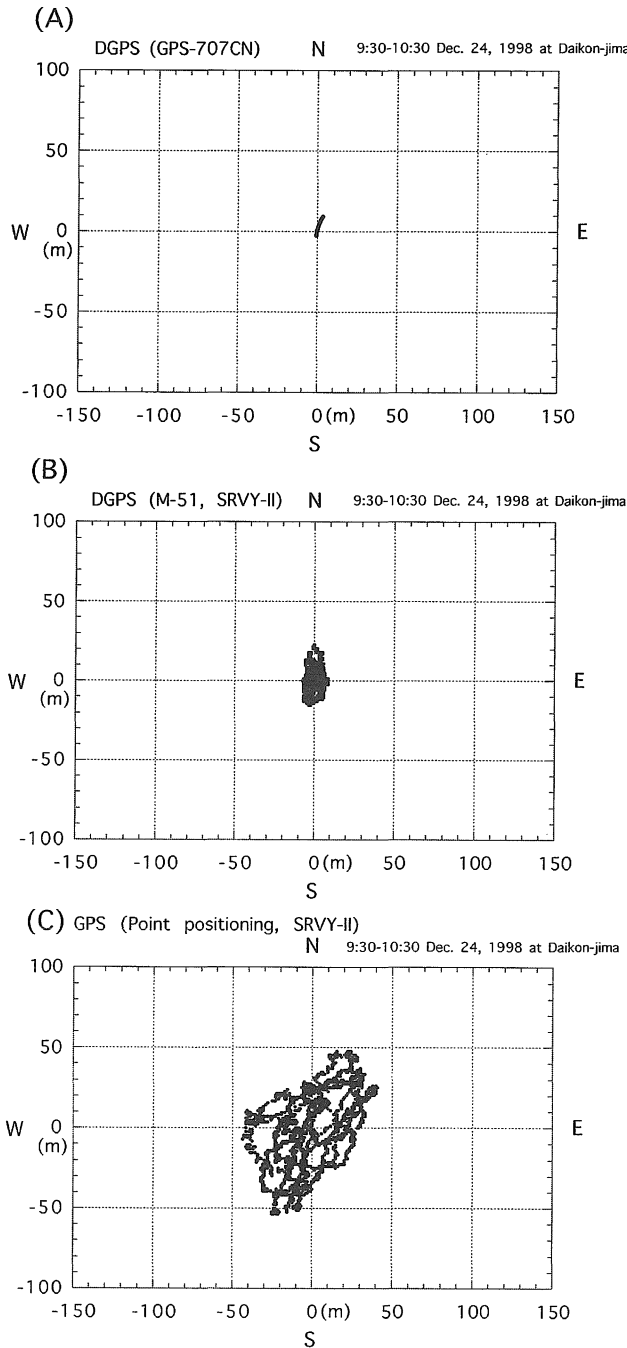 (A)
DGPS (GPS-707CN) N 9:30-10:30 Dec. 24, 1998 at Daikon-jima
100
50
W 0 E
(m)
-50
-100
-150 -100 -50 0(m) 50 100 150
S
(B)
DGPS (M-51, SRVY-II) N 9:30-10:30 Dec. 24, 1998 at Daikon-jima
100
50
W 0 E
(m)
-50
-100
-150 -100 -50 0(m) 50 100 150
S
(C) GPS (Point positioning, SRVY-II)
N 9:30-10:30 Dec. 24, 1998 at Daikon-jima
100
50
W 0 E
(m)
-50
-100
-150 -100 -50 0(m) 50 100 150
S